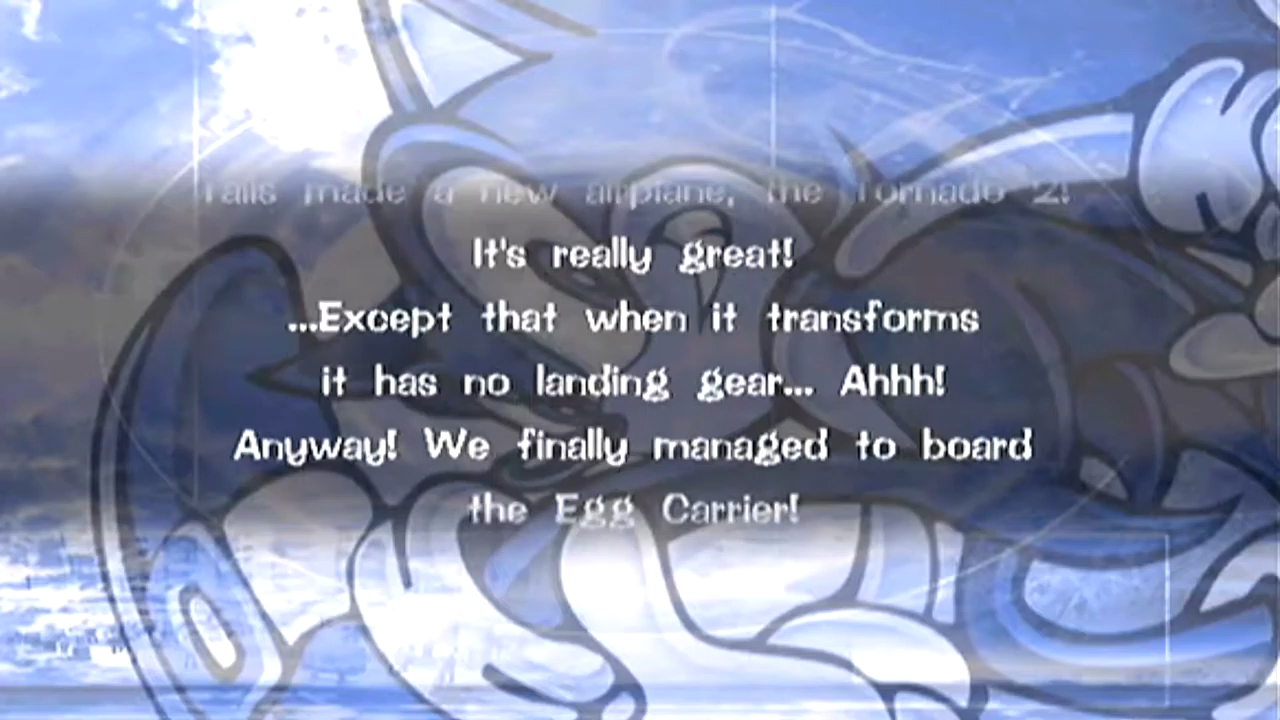 Tails made a new airplane, the Tornado 2!
It's really great!
...Except that when it transforms
it has no landing gear... Ahhh!
Anyway! We finally managed to board
the Egg Carrier!